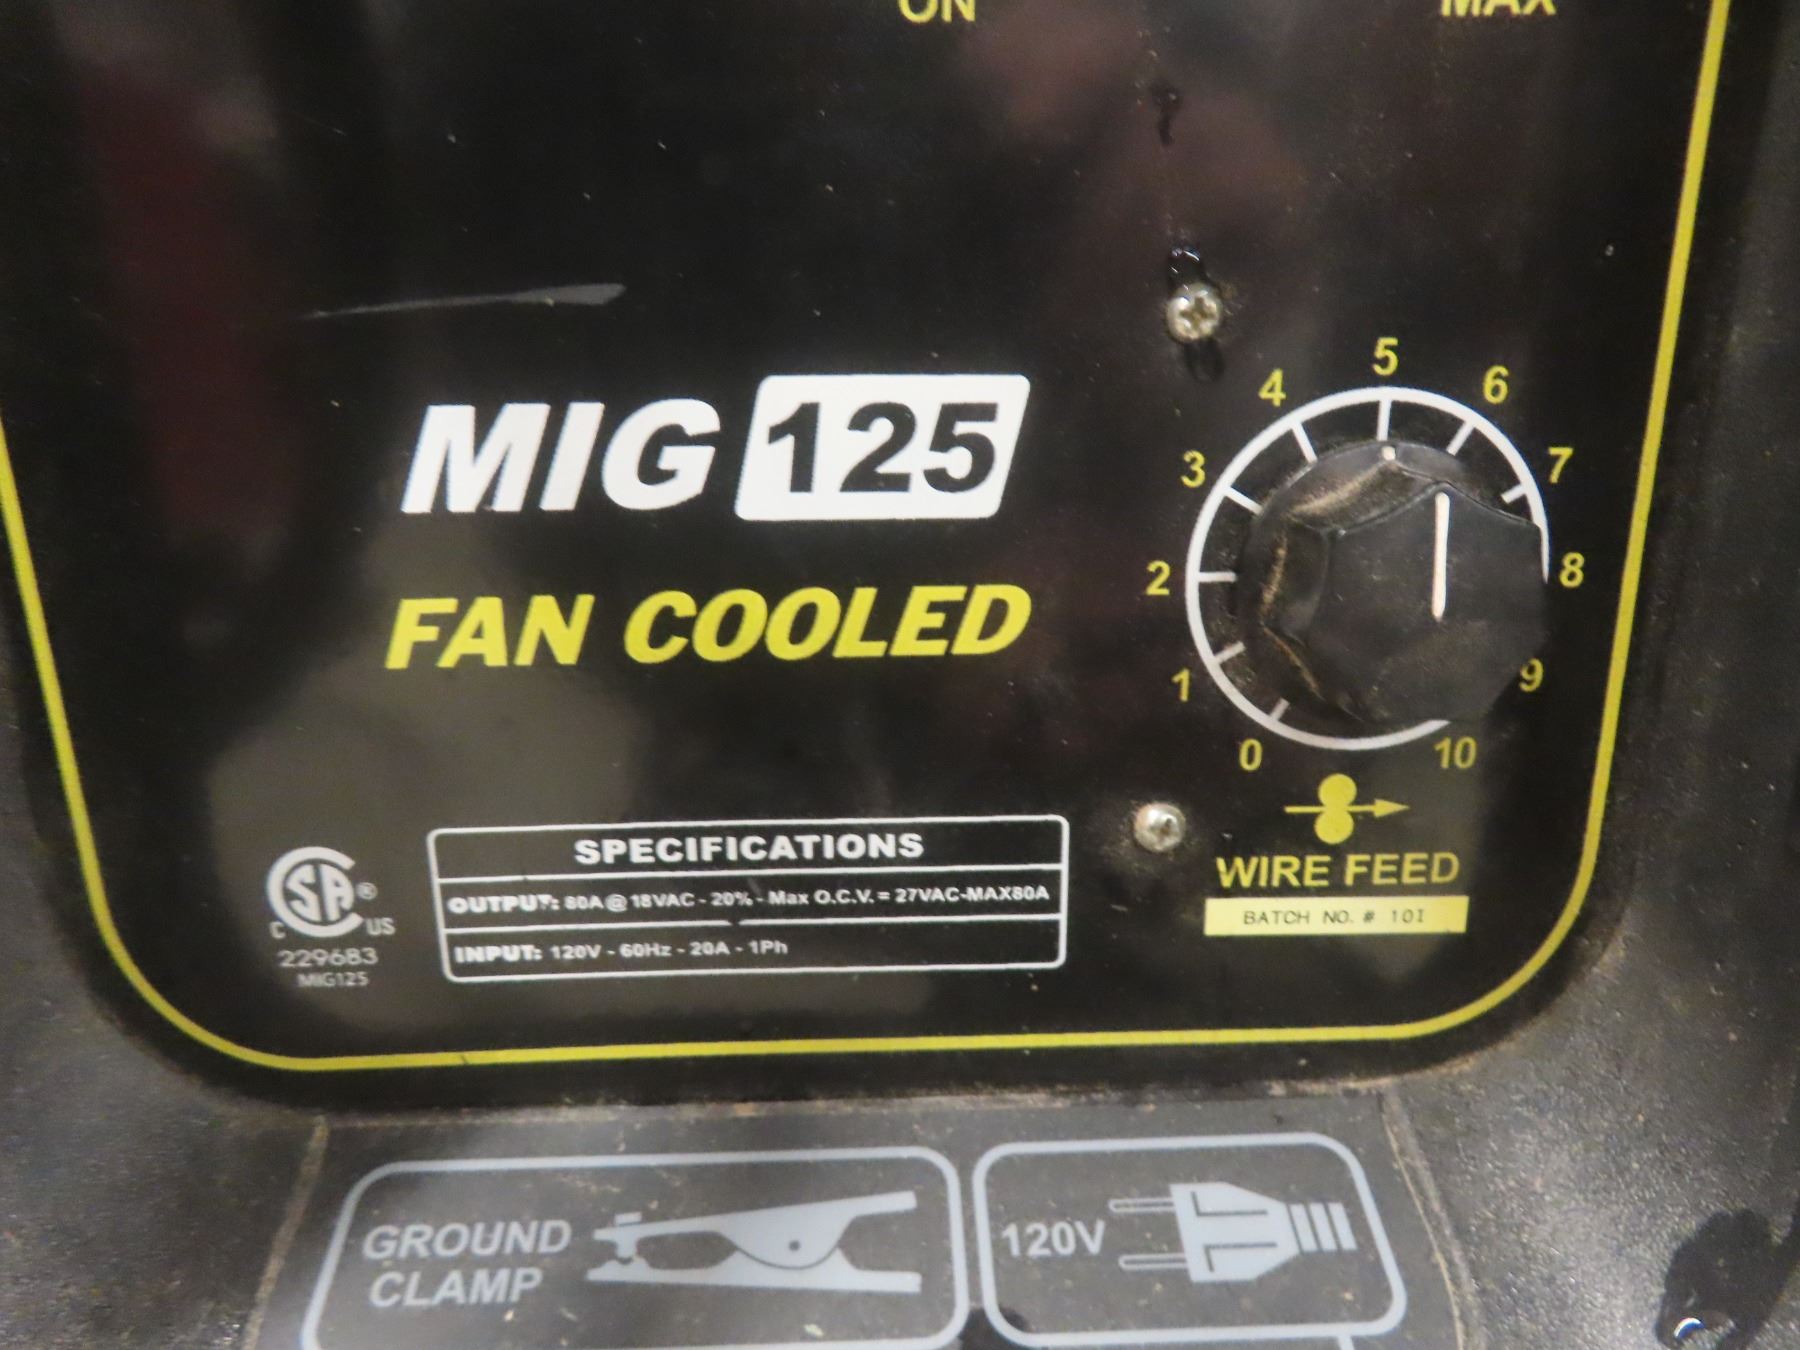 ON
MAX
MIG 125
FAN COOLED
5
4
6
3
7
2
8
1
9
0
10
WIRE FEED
BATCH NO. # 10I
SPECIFICATIONS
OUTPUT: 80A @ 18VAC - 20% - Max O.C.V. = 27VAC-MAX80A
INPUT: 120V - 60Hz - 20A - 1Ph
CSA®
C US
229683
MIG125
GROUND
CLAMP
120V